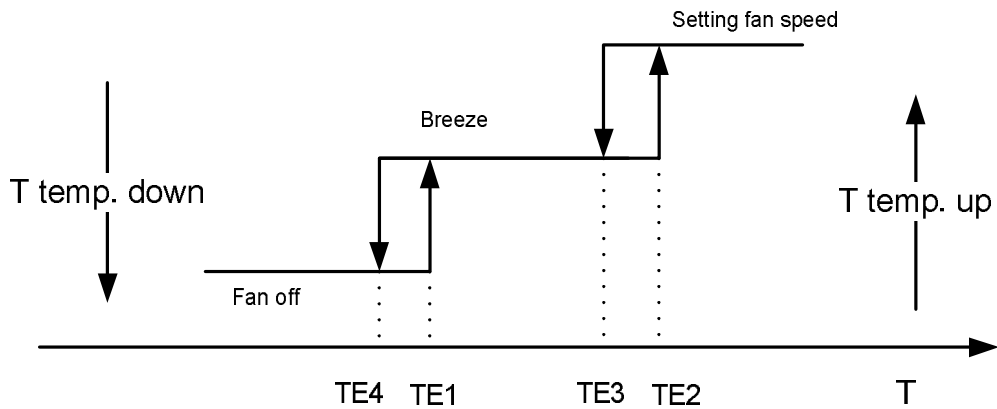 Setting fan speed
Breeze
T temp. down
T temp. up
Fan off
TE4 TE1 TE3 TE2 T